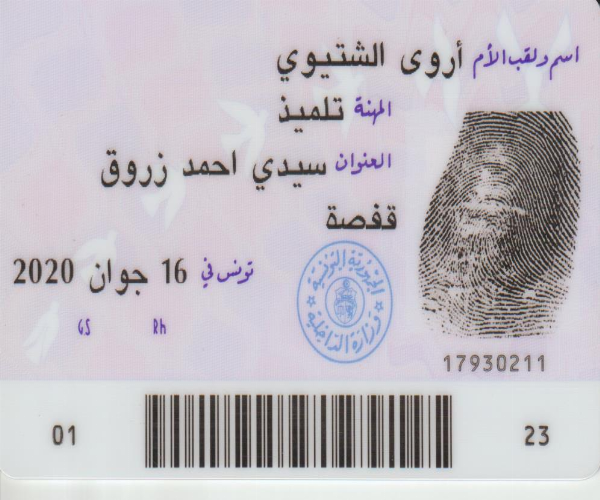 اسم ولقب الأم أروى الشتيوي
المهنة تلميذ
العنوان سيدي احمد زروق
قفصة
تونس في 16 جوان 2020
GS Rh
الجمهورية التونسية
وزارة الداخلية
17930211
01 23